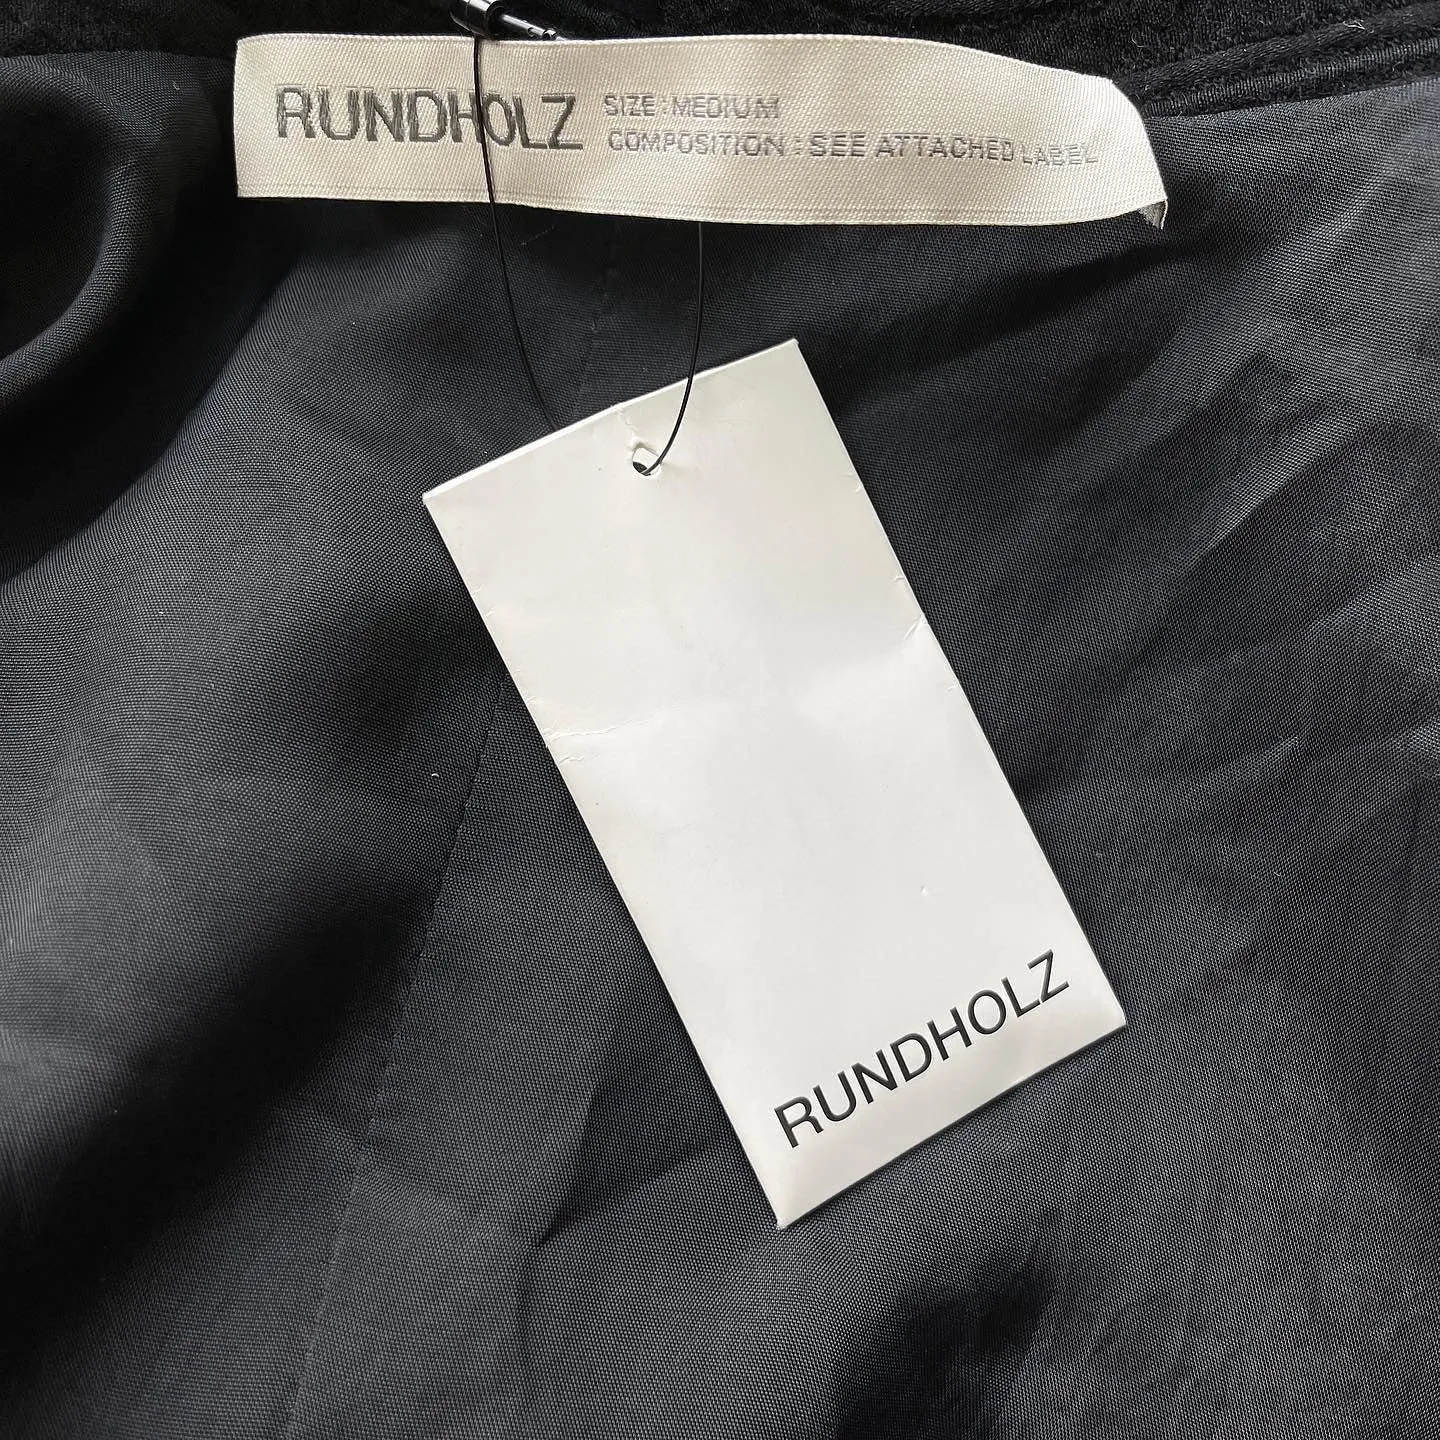 RUNDHOLZ
SIZE : MEDIUM
COMPOSITION : SEE ATTACHED LABEL
RUNDHOLZ